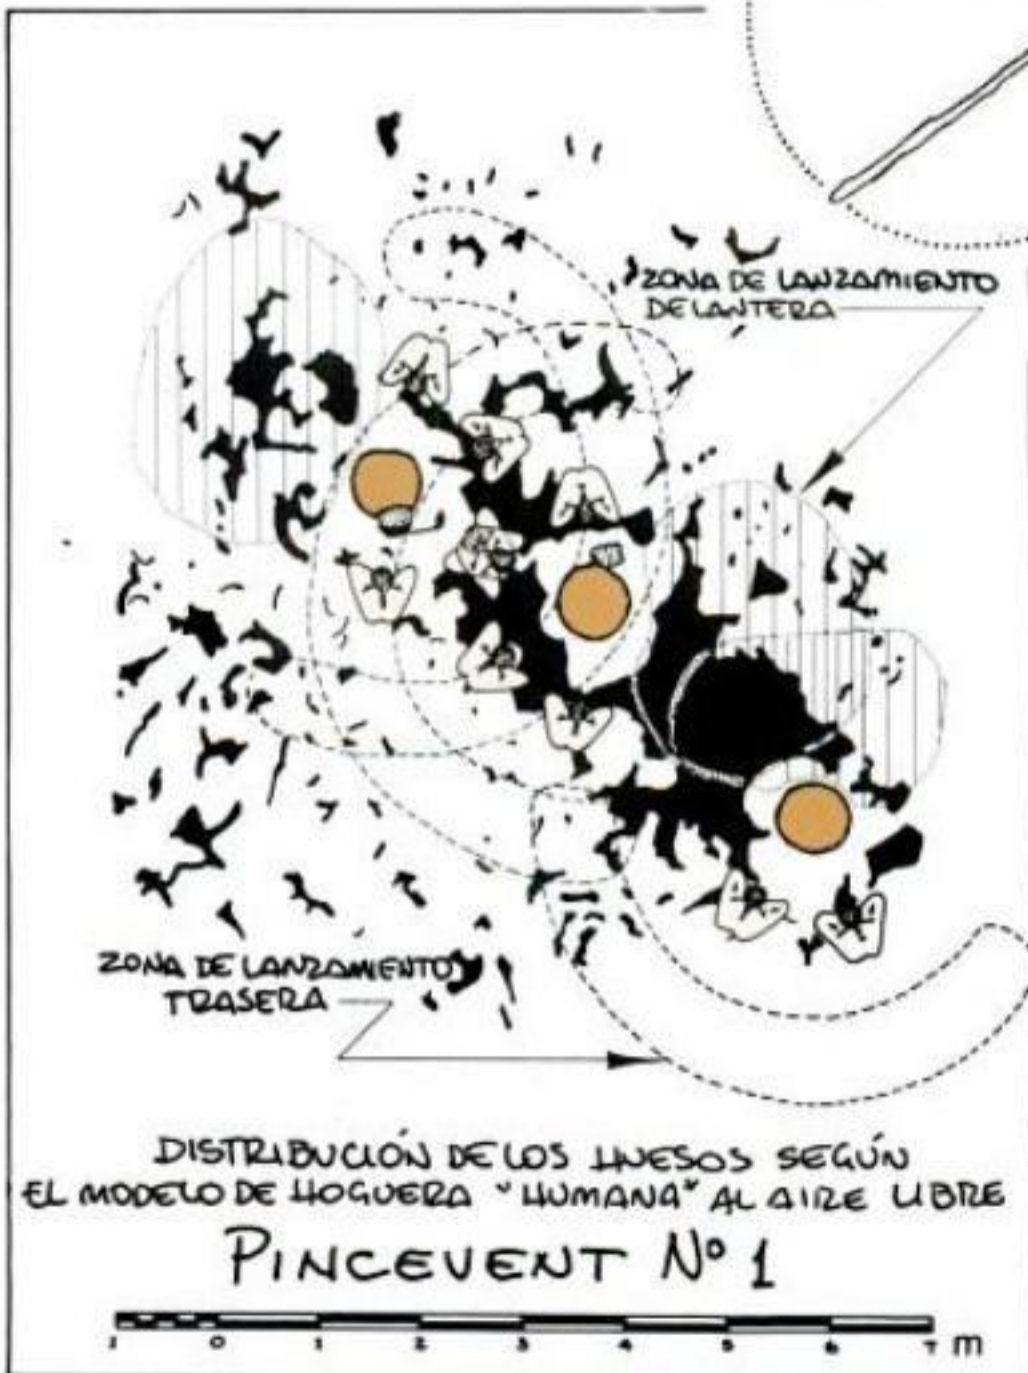 ZONA DE LANZAMIENTO
DELANTERA
ZONA DE LANZAMIENTO
TRASERA
DISTRIBUCIÓN DE LOS HUESOS SEGÚN
EL MODELO DE HOGUERA "HUMANA" AL AIRE LIBRE
PINCEVENT Nº 1
1 0 1 2 3 4 5 6 7 m